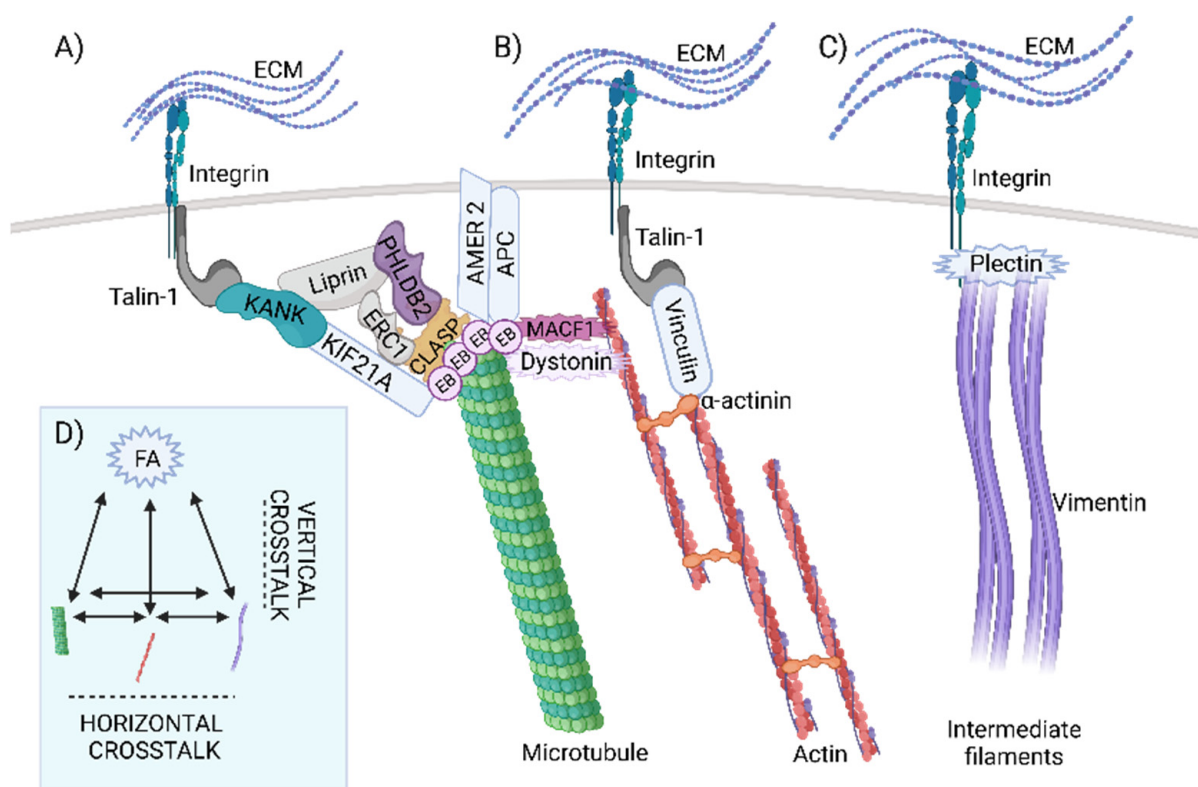 A)
ECM
Integrin
Talin-1
KANK
Liprin
PHLDB2
ERC1
CLASP
KIF21A
EB
EB
EB
EB
AMER 2
APC
MACF1
Dystonin
Microtubule
B)
ECM
Integrin
Talin-1
Vinculin
α-actinin
Actin
C)
ECM
Integrin
Plectin
Vimentin
Intermediate
filaments
D)
FA
VERTICAL
CROSSTALK
HORIZONTAL
CROSSTALK